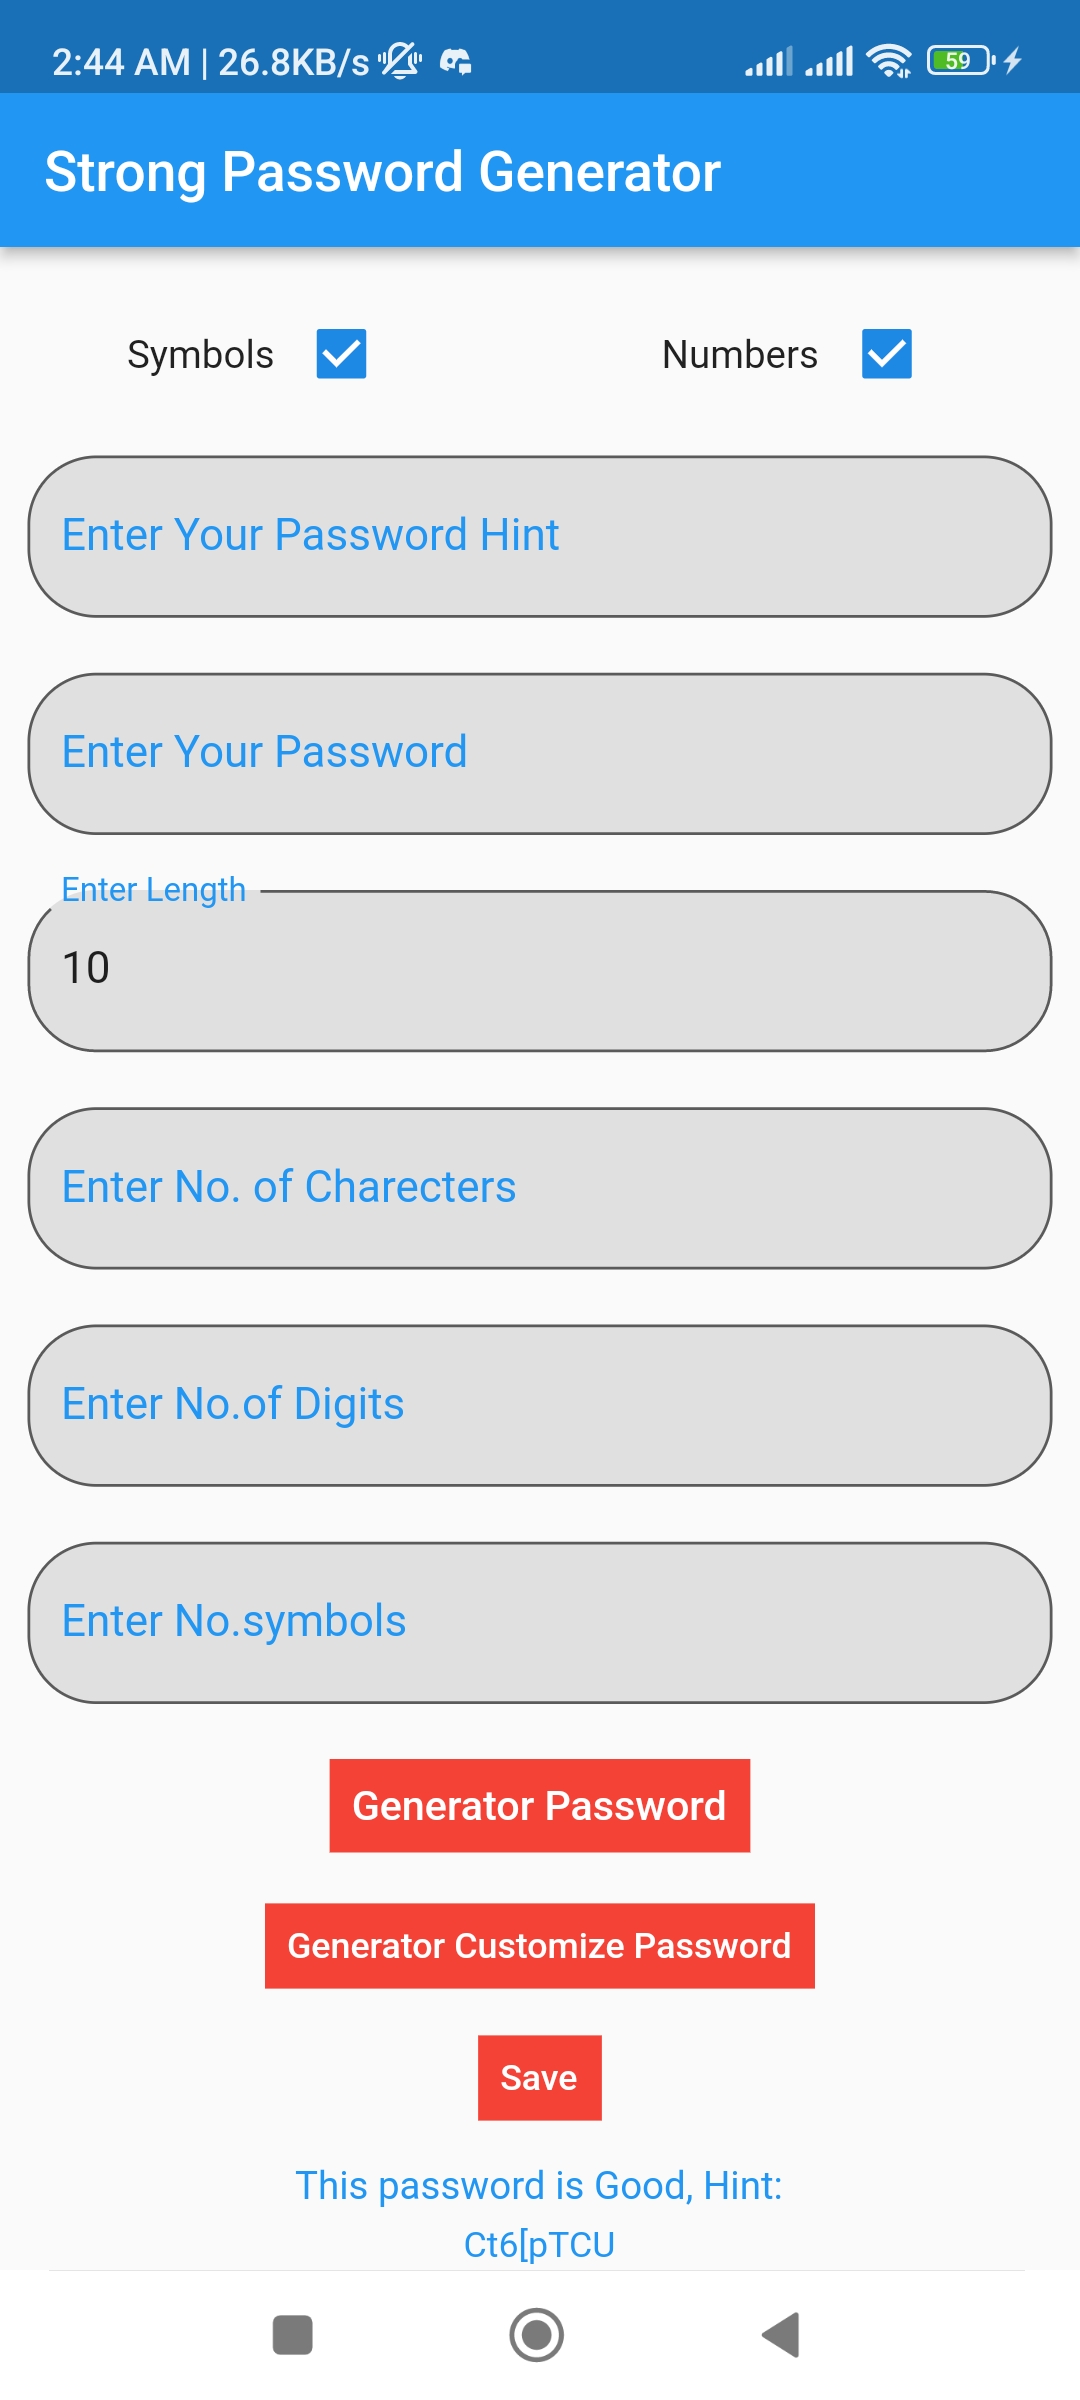 2:44 AM | 26.8KB/s
59
Strong Password Generator
Symbols
Numbers
Enter Your Password Hint
Enter Your Password
Enter Length
10
Enter No. of Charecters
Enter No.of Digits
Enter No.symbols
Generator Password
Generator Customize Password
Save
This password is Good, Hint:
Ct6[pTCU